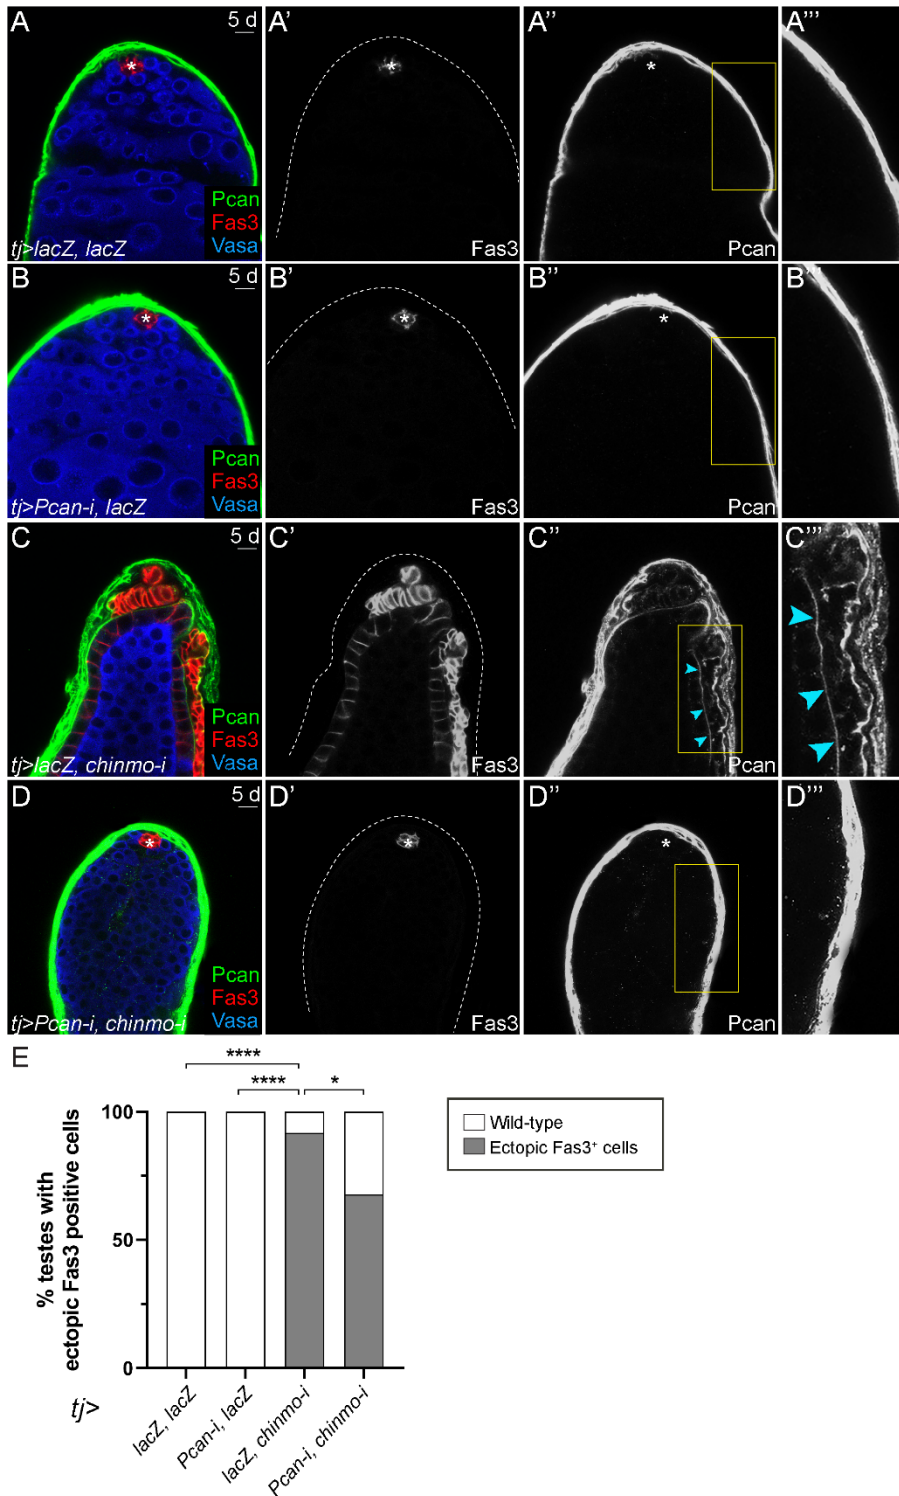 A
5 d
A'
A''
A'''
*
*
*
Pcan
Fas3
Vasa
tj>lacZ, lacZ
Fas3
Pcan
B
5 d
B'
B''
B'''
*
*
*
Pcan
Fas3
Vasa
tj>Pcan-i, lacZ
Fas3
Pcan
C
5 d
C'
C''
C'''
Pcan
Fas3
Vasa
tj>lacZ, chinmo-i
Fas3
Pcan
D
5 d
D'
D''
D'''
*
*
*
Pcan
Fas3
Vasa
tj>Pcan-i, chinmo-i
Fas3
Pcan
E
****
****
*
% testes with
ectopic Fas3 positive cells
100
50
0
Wild-type
Ectopic Fas3⁺ cells
tj>
lacZ, lacZ
Pcan-i, lacZ
lacZ, chinmo-i
Pcan-i, chinmo-i